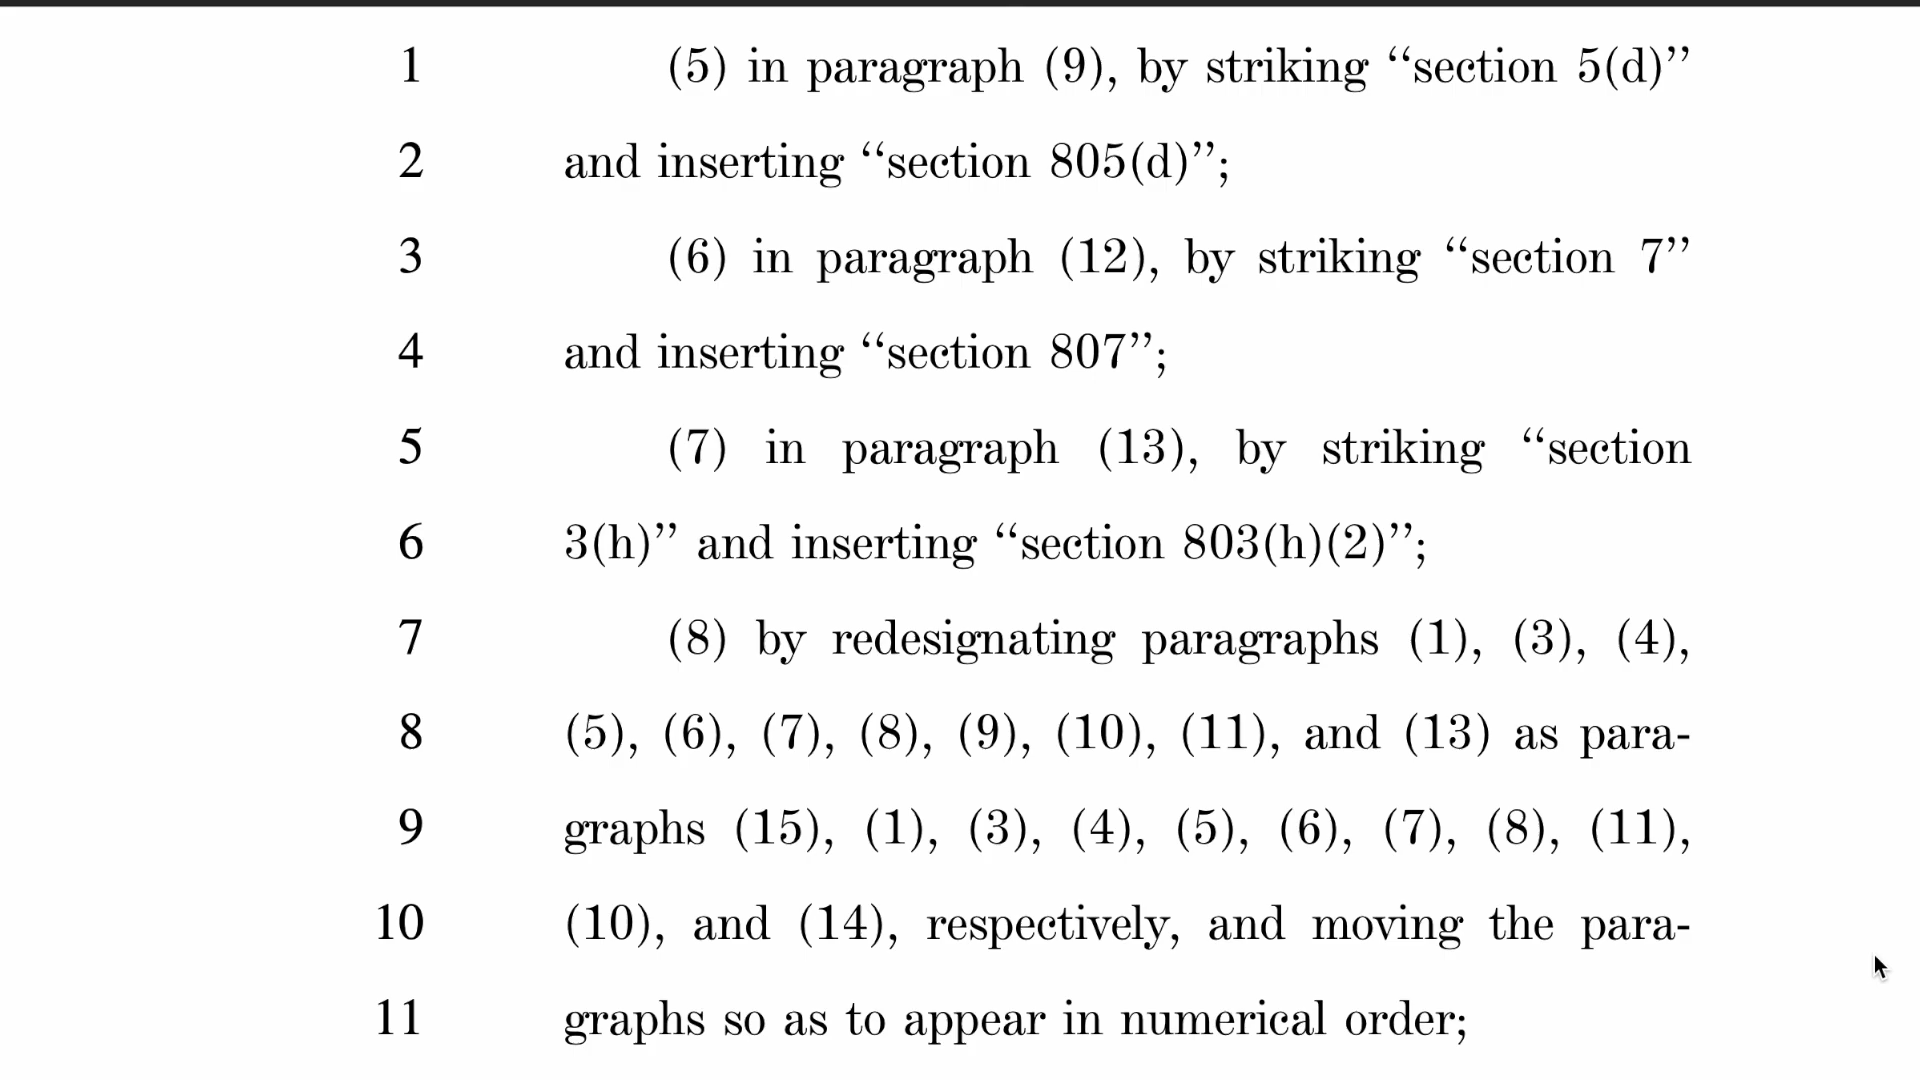 1 (5) in paragraph (9), by striking ‘‘section 5(d)’’
2 and inserting ‘‘section 805(d)’’;
3 (6) in paragraph (12), by striking ‘‘section 7’’
4 and inserting ‘‘section 807’’;
5 (7) in paragraph (13), by striking ‘‘section
6 3(h)’’ and inserting ‘‘section 803(h)(2)’’;
7 (8) by redesignating paragraphs (1), (3), (4),
8 (5), (6), (7), (8), (9), (10), (11), and (13) as para-
9 graphs (15), (1), (3), (4), (5), (6), (7), (8), (11),
10 (10), and (14), respectively, and moving the para-
11 graphs so as to appear in numerical order;